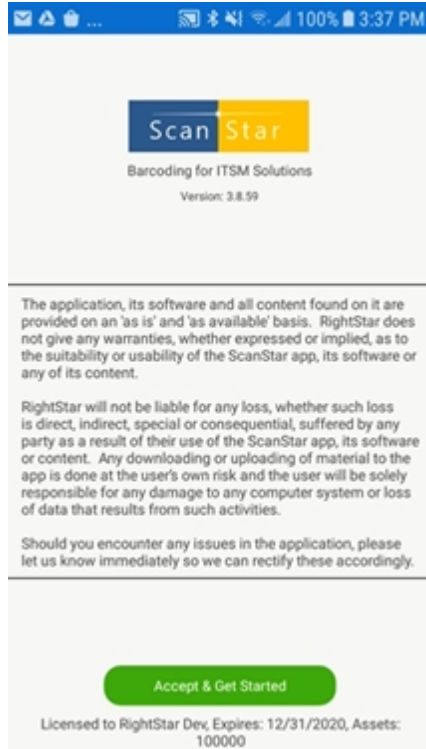 ... 100% 3:37 PM
Scan Star
Barcoding for ITSM Solutions
Version: 3.8.59
The application, its software and all content found on it are
provided on an 'as is' and 'as available' basis. RightStar does
not give any warranties, whether expressed or implied, as to
the suitability or usability of the ScanStar app, its software or
any of its content.
RightStar will not be liable for any loss, whether such loss
is direct, indirect, special or consequential, suffered by any
party as a result of their use of the ScanStar app, its software
or content. Any downloading or uploading of material to the
app is done at the user's own risk and the user will be solely
responsible for any damage to any computer system or loss
of data that results from such activities.
Should you encounter any issues in the application, please
let us know immediately so we can rectify these accordingly.
Accept & Get Started
Licensed to RightStar Dev, Expires: 12/31/2020, Assets:
100000